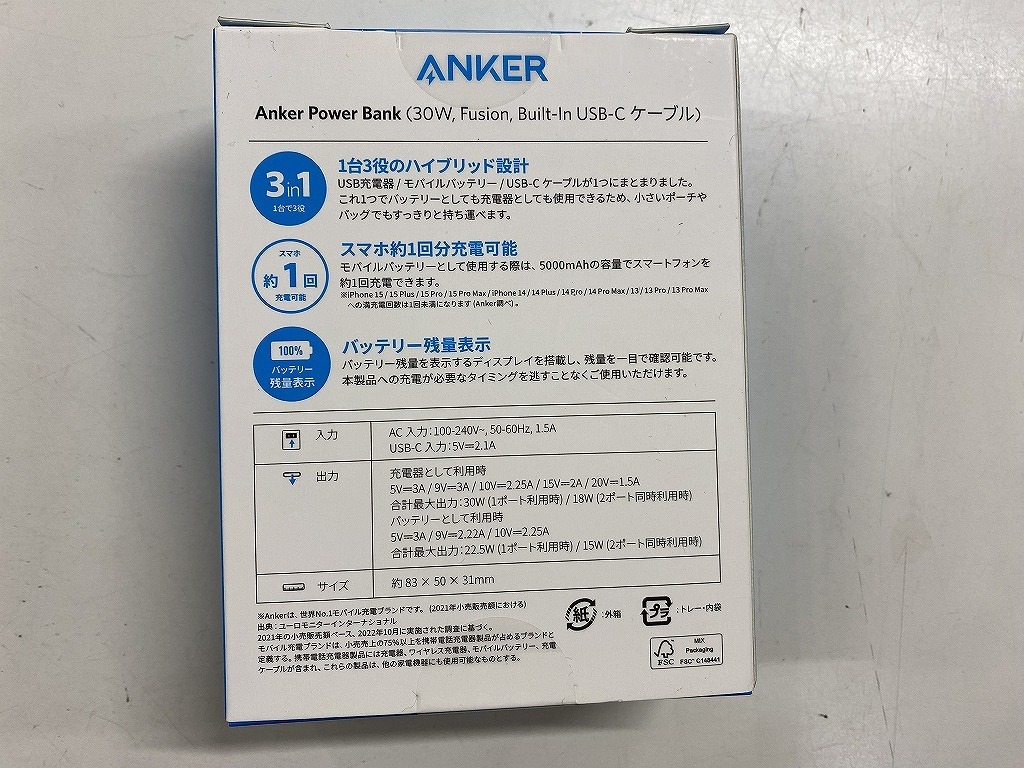 ANKER
Anker Power Bank (30W, Fusion, Built-In USB-C ケーブル)
3in1
1台で3役
1台3役のハイブリッド設計
USB充電器 / モバイルバッテリー / USB-C ケーブルが1つにまとまりました。
これ1つでバッテリーとしても充電器としても使用できるため、小さいポーチや
バッグでもすっきりと持ち運べます。
スマホ
約1回
充電可能
スマホ約1回分充電可能
モバイルバッテリーとして使用する際は、5000mAhの容量でスマートフォンを
約1回充電できます。
※iPhone 15 / 15 Plus / 15 Pro / 15 Pro Max / iPhone 14 / 14 Plus / 14 Pro / 14 Pro Max / 13 / 13 Pro / 13 Pro Max
への満充電回数は1回未満になります (Anker調べ) 。
100%
バッテリー
残量表示
バッテリー残量表示
バッテリー残量を表示するディスプレイを搭載し、残量を一目で確認可能です。
本製品への充電が必要なタイミングを逃すことなくご使用いただけます。
入力
AC 入力 : 100-240V~, 50-60Hz, 1.5A
USB-C 入力 : 5V⎓2.1A
出力
充電器として利用時
5V⎓3A / 9V⎓3A / 10V⎓2.25A / 15V⎓2A / 20V⎓1.5A
合計最大出力 : 30W (1ポート利用時) / 18W (2ポート同時利用時)
バッテリーとして利用時
5V⎓3A / 9V⎓2.22A / 10V⎓2.25A
合計最大出力 : 22.5W (1ポート利用時) / 15W (2ポート同時利用時)
サイズ
約 83 × 50 × 31mm
※Ankerは、世界No.1モバイル充電ブランドです。 (2021年小売販売額における)
出典 : ユーロモニターインターナショナル
2021年の小売販売額ベース、2022年10月に実施された調査に基づく。
モバイル充電ブランドは、小売売上の75%以上を携帯電話充電器製品が占めるブランドと
定義する。携帯電話充電器製品には充電器、ワイヤレス充電器、モバイルバッテリー、充電
ケーブルが含まれ、これらの製品は、他の家電機器にも使用可能なものとする。
紙 : 外箱
プラ : トレー・内袋
FSC
MIX
Packaging
FSC® C148441